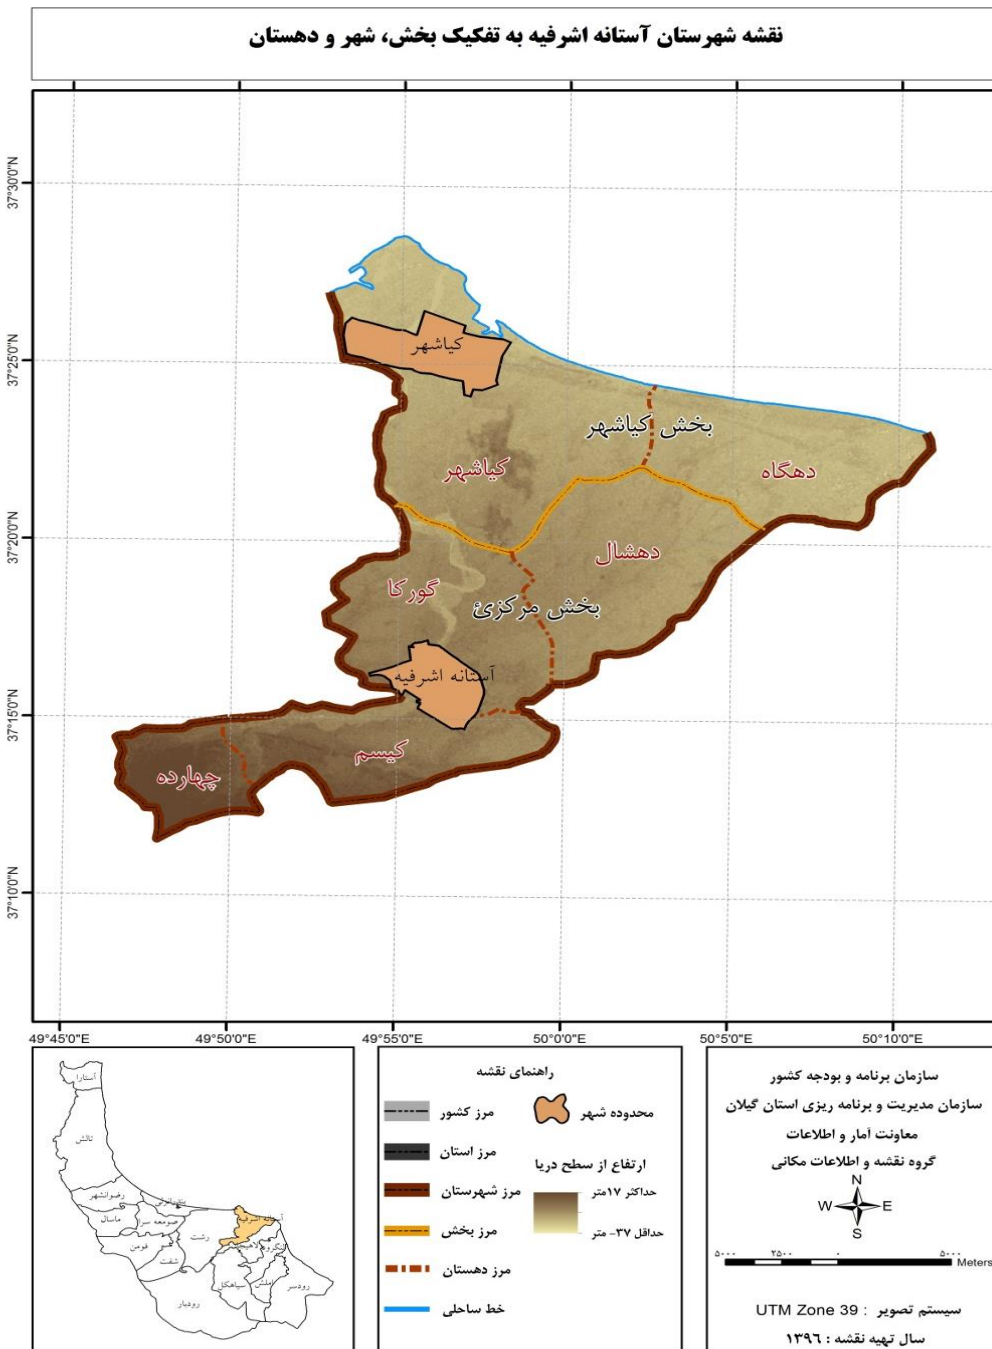 نقشه شهرستان آستانه اشرفیه به تفکیک بخش، شهر و دهستان
37°30'0"N
37°25'0"N
37°20'0"N
37°15'0"N
37°10'0"N
کیاشهر
بخش کیاشهر
کیاشهر
دهگاه
دهشال
گورکا
بخش مرکزئ
آستانه اشرفیه
کیسم
چهارده
49°45'0"E
49°50'0"E
49°55'0"E
50°0'0"E
50°5'0"E
50°10'0"E
آستارا
تالش
رضوانشهر
بندرانزلی
ماسال
صومعه سرا
آستانه اشرفیه
رشت
فومن
شفت
لاهیجان
لنگرود
سیاهکل
املش
رودسر
رودبار
راهنمای نقشه
مرز کشور
محدوده شهر
مرز استان
ارتفاع از سطح دریا
مرز شهرستان
حداکثر ۱۷متر
مرز بخش
حداقل ۳۷- متر
مرز دهستان
خط ساحلی
سازمان برنامه و بودجه کشور
سازمان مدیریت و برنامه ریزی استان گیلان
معاونت آمار و اطلاعات
گروه نقشه و اطلاعات مکانی
N
W E
S
۵۰۰۰ ۲۵۰۰ ۰ ۵۰۰۰
Meters
سیستم تصویر : UTM Zone 39
سال تهیه نقشه : ۱۳۹۶